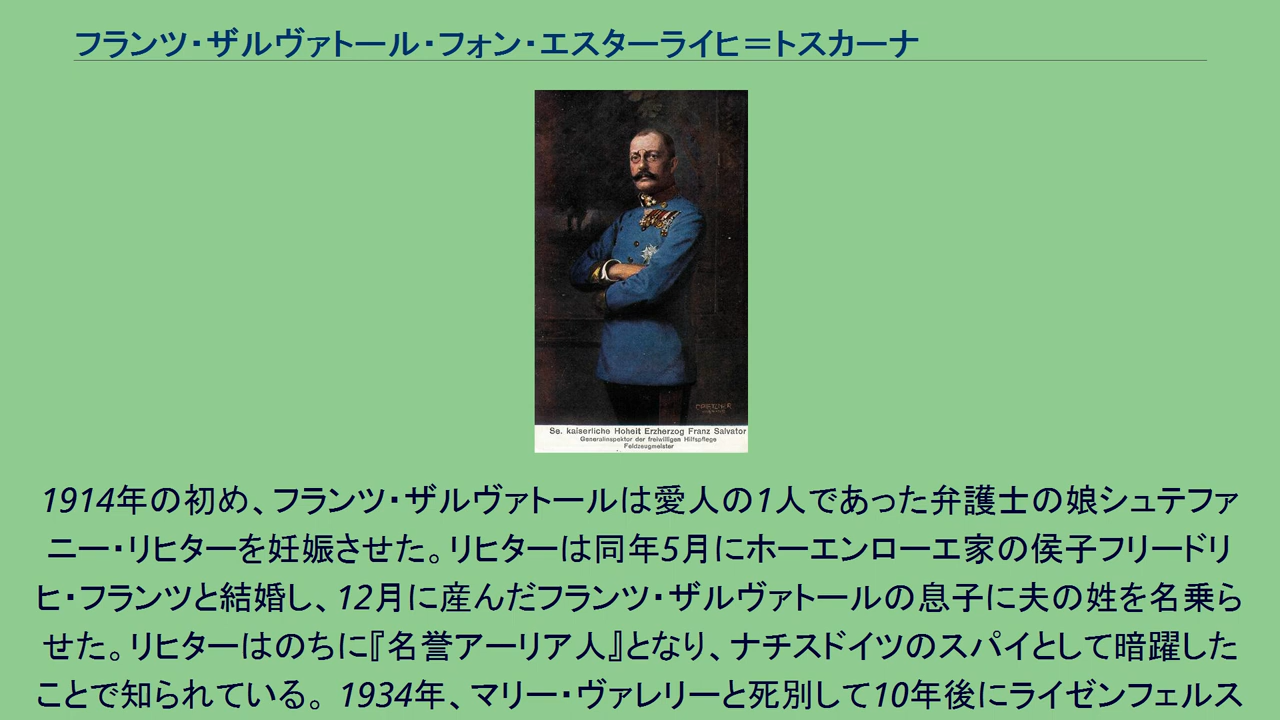 フランツ・ザルヴァトール・フォン・エスターライヒ＝トスカーナ
Se. kaiserliche Hoheit Erzherzog Franz Salvator
Generalinspektor der freiwilligen Hilfspflege
Feldzeugmeister
1914年の初め、フランツ・ザルヴァトールは愛人の1人であった弁護士の娘シュテファ
ニー・リヒターを妊娠させた。リヒターは同年5月にホーエンローエ家の侯子フリードリ
ヒ・フランツと結婚し、12月に産んだフランツ・ザルヴァトールの息子に夫の姓を名乗ら
せた。リヒターはのちに『名誉アーリア人』となり、ナチスドイツのスパイとして暗躍した
ことで知られている。1934年、マリー・ヴァレリーと死別して10年後にライゼンフェルス